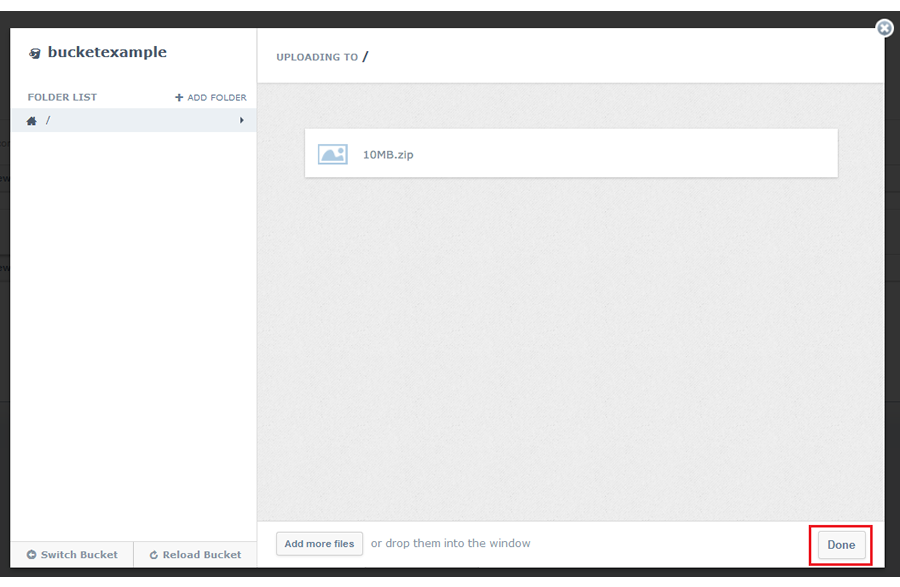 bucketexample
FOLDER LIST
+ ADD FOLDER
/
Switch Bucket
Reload Bucket
UPLOADING TO /
10MB.zip
Add more files or drop them into the window
Done